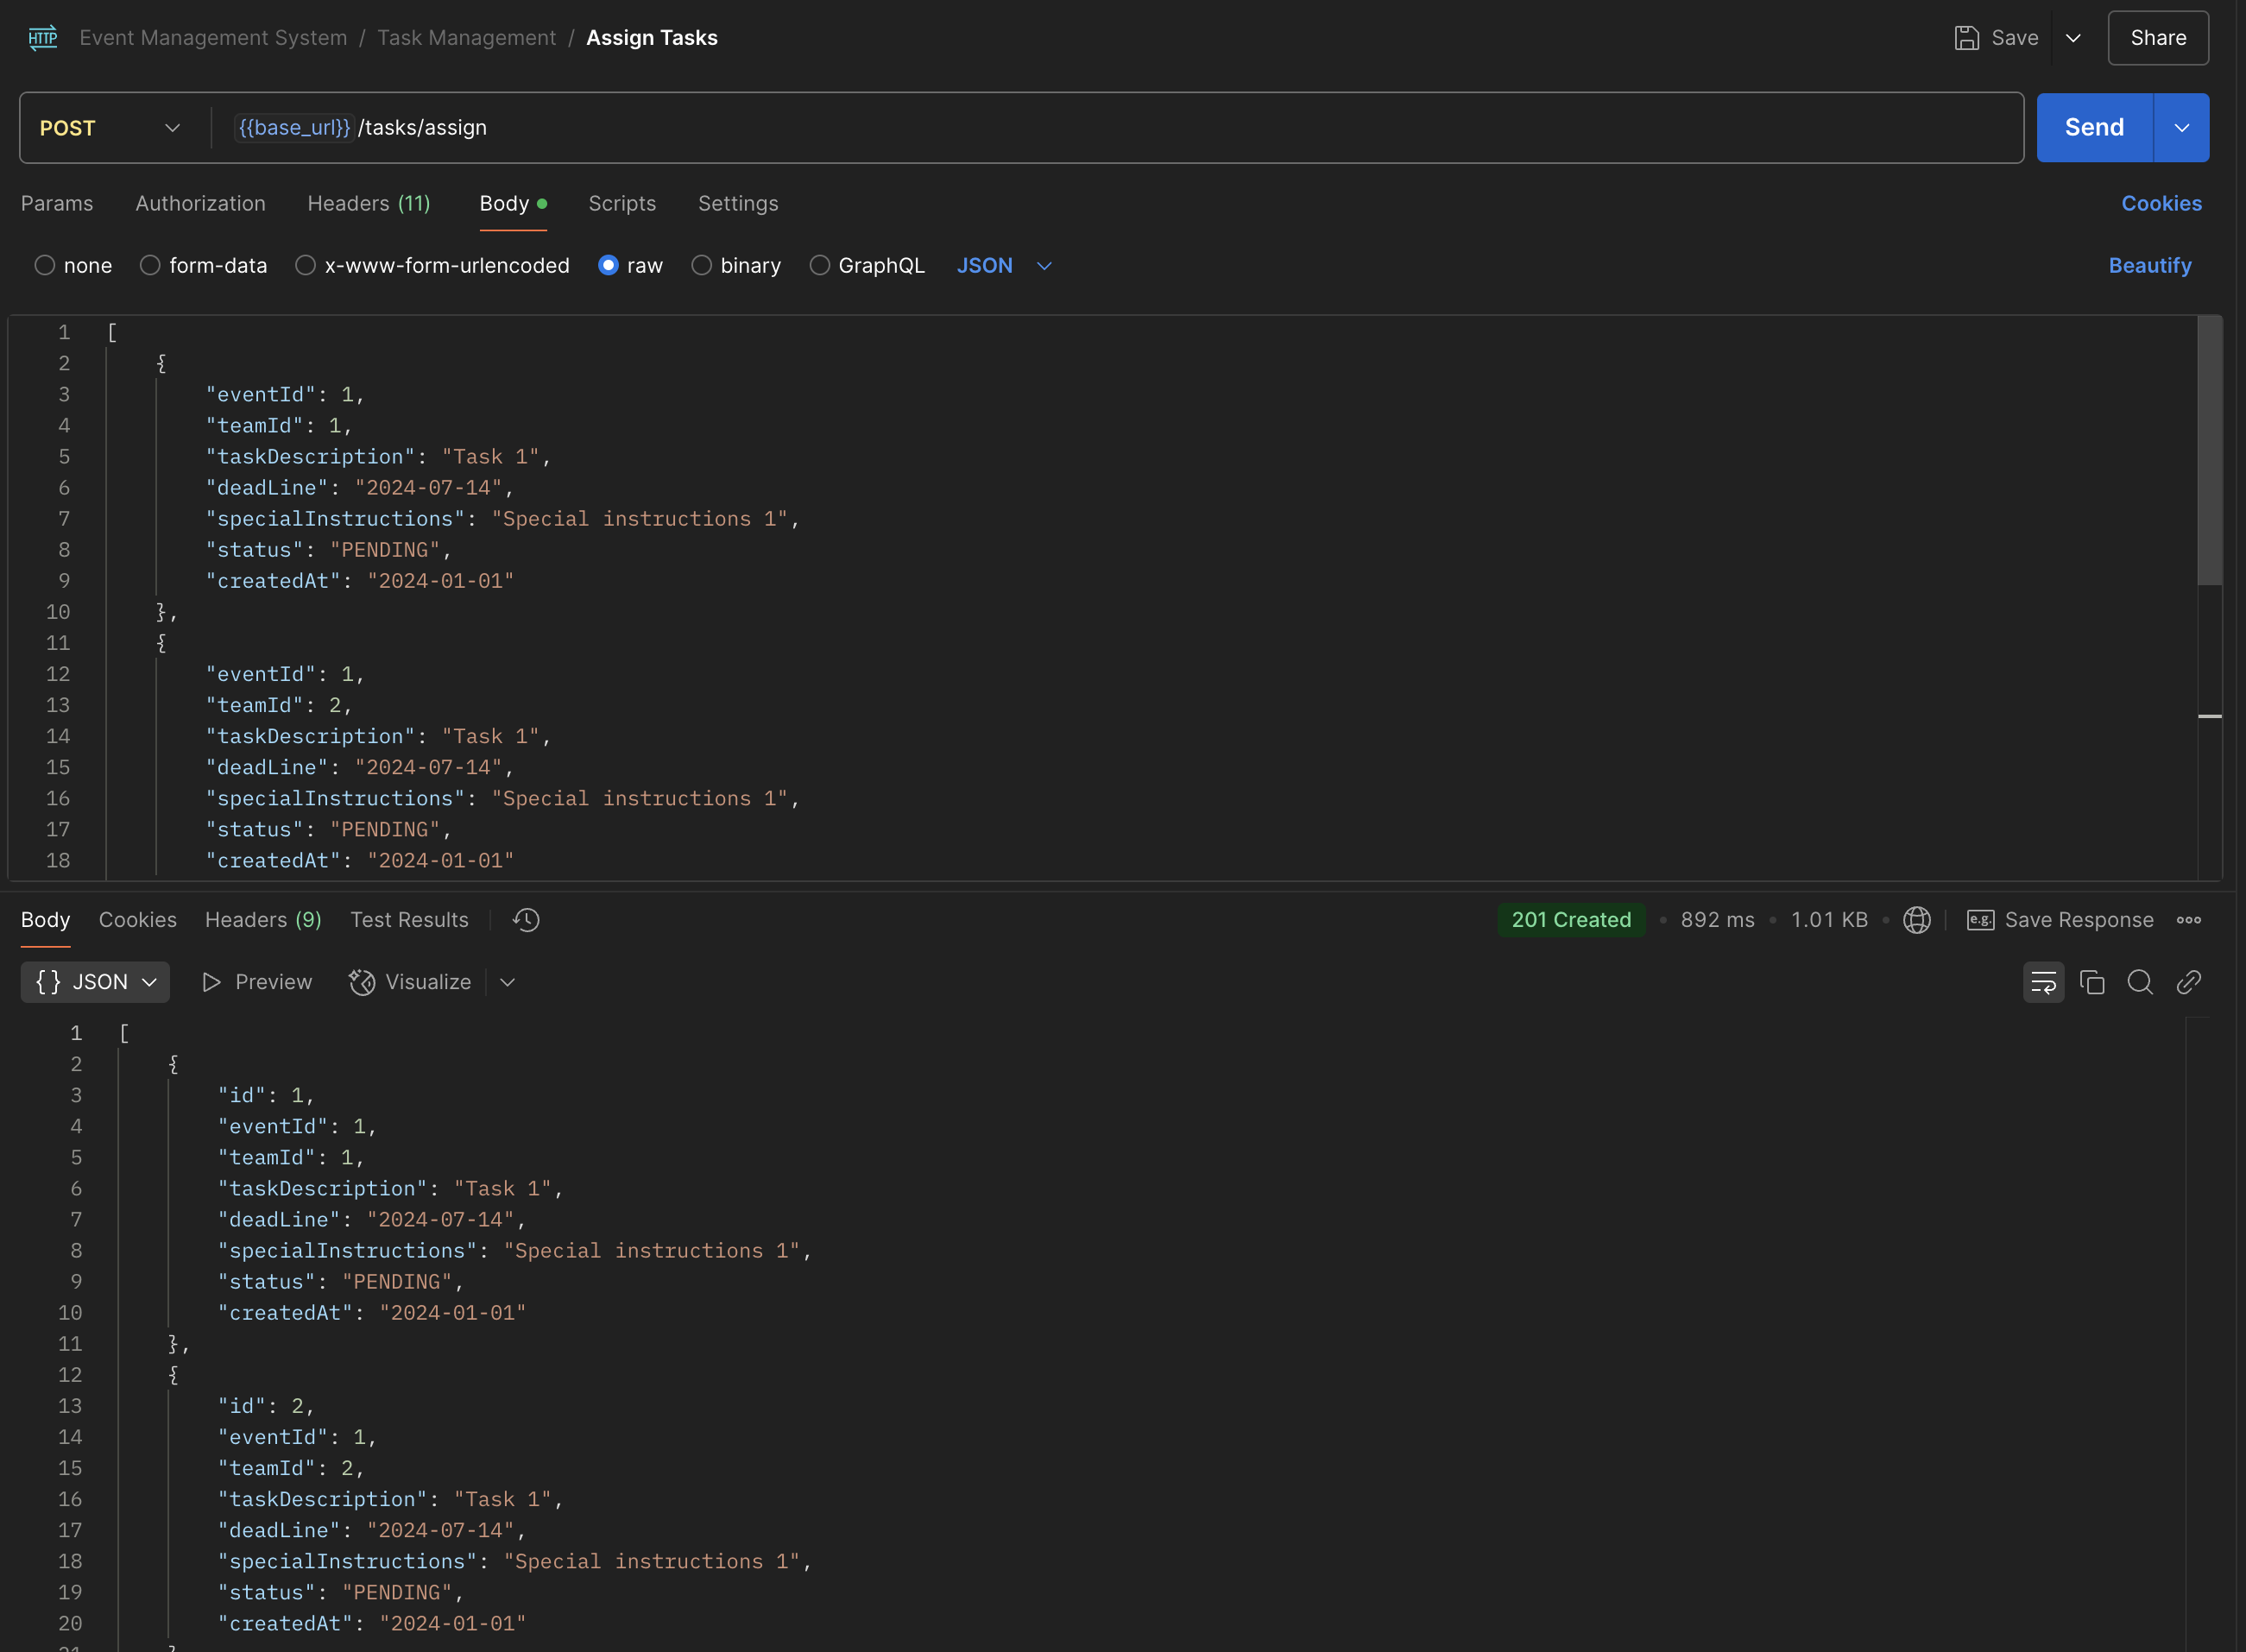 HTTP Event Management System / Task Management / Assign Tasks Save Share
POST {{base_url}}/tasks/assign Send
Params Authorization Headers (11) Body Scripts Settings Cookies
none form-data x-www-form-urlencoded raw binary GraphQL JSON Beautify
1 [
2 {
3 "eventId": 1,
4 "teamId": 1,
5 "taskDescription": "Task 1",
6 "deadLine": "2024-07-14",
7 "specialInstructions": "Special instructions 1",
8 "status": "PENDING",
9 "createdAt": "2024-01-01"
10 },
11 {
12 "eventId": 1,
13 "teamId": 2,
14 "taskDescription": "Task 1",
15 "deadLine": "2024-07-14",
16 "specialInstructions": "Special instructions 1",
17 "status": "PENDING",
18 "createdAt": "2024-01-01"
Body Cookies Headers (9) Test Results 201 Created • 892 ms • 1.01 KB • e.g. Save Response
{} JSON Preview Visualize
1 [
2 {
3 "id": 1,
4 "eventId": 1,
5 "teamId": 1,
6 "taskDescription": "Task 1",
7 "deadLine": "2024-07-14",
8 "specialInstructions": "Special instructions 1",
9 "status": "PENDING",
10 "createdAt": "2024-01-01"
11 },
12 {
13 "id": 2,
14 "eventId": 1,
15 "teamId": 2,
16 "taskDescription": "Task 1",
17 "deadLine": "2024-07-14",
18 "specialInstructions": "Special instructions 1",
19 "status": "PENDING",
20 "createdAt": "2024-01-01"